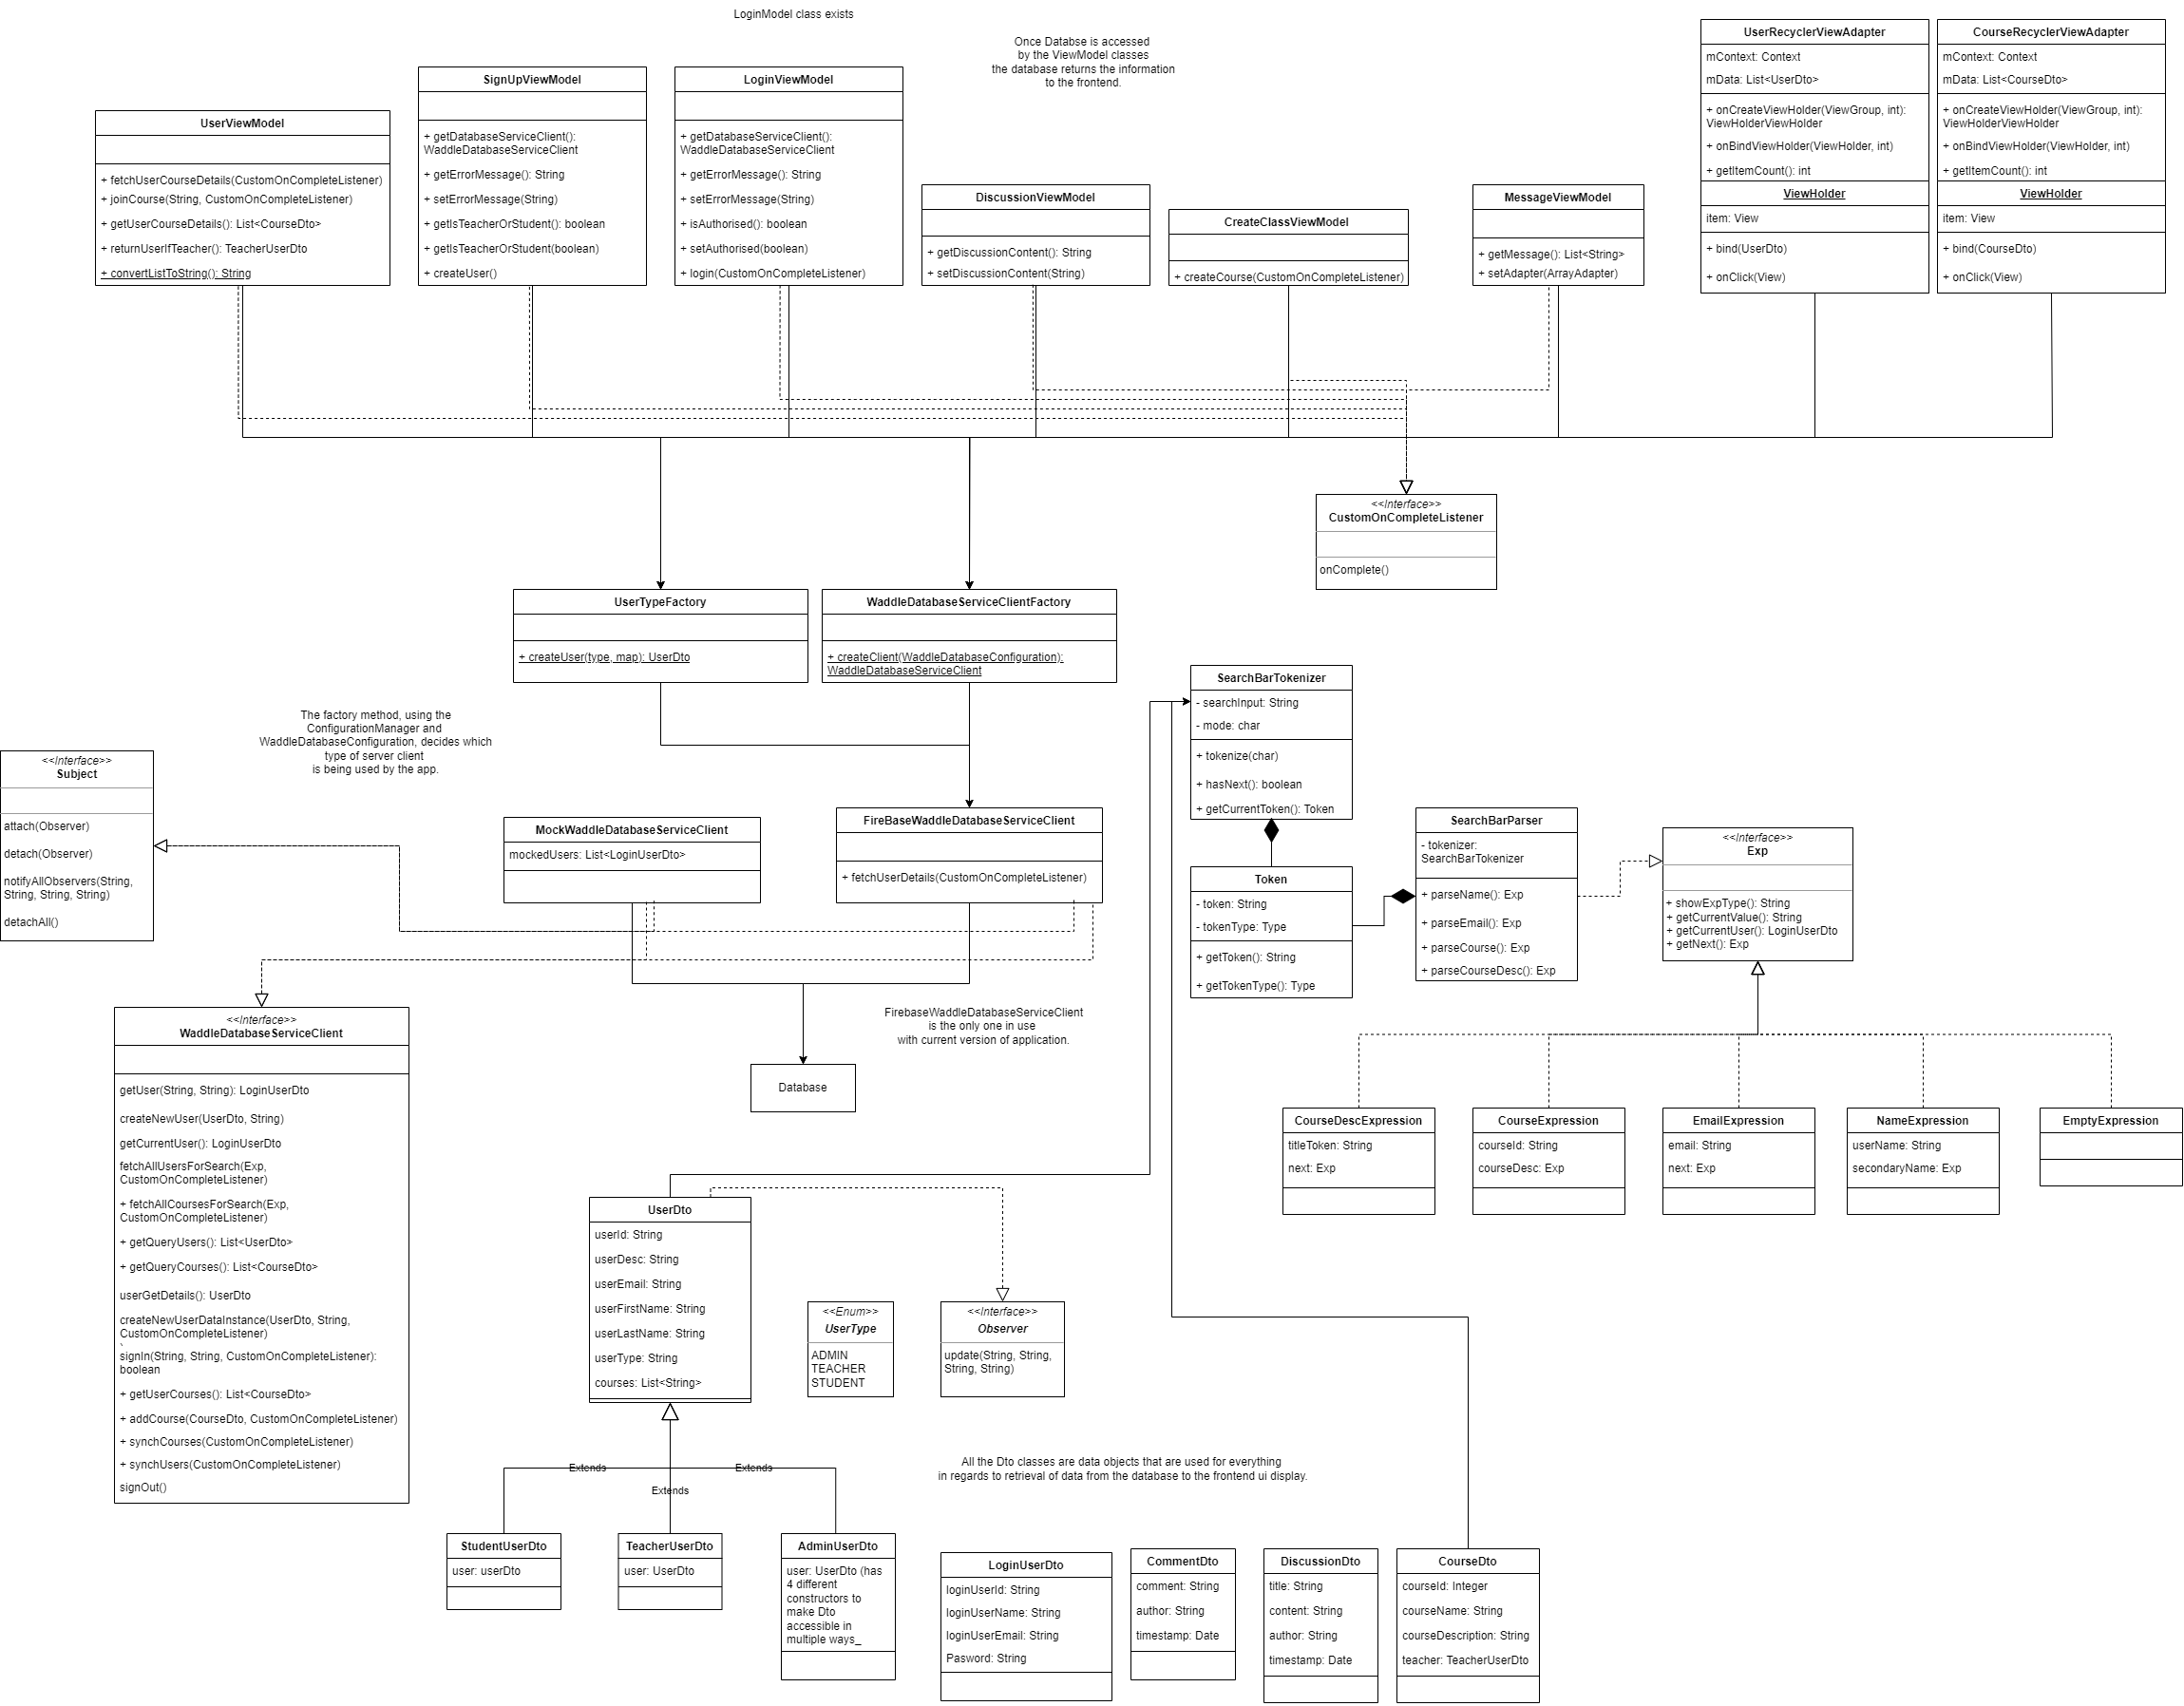 LoginModel class exists
Once Databse is accessed
by the ViewModel classes
the database returns the information
to the frontend.
UserViewModel
+ fetchUserCourseDetails(CustomOnCompleteListener)
+ joinCourse(String, CustomOnCompleteListener)
+ getUserCourseDetails(): List<CourseDto>
+ returnUserIfTeacher(): TeacherUserDto
+ convertListToString(): String
SignUpViewModel
+ getDatabaseServiceClient():
WaddleDatabaseServiceClient
+ getErrorMessage(): String
+ setErrorMessage(String)
+ getIsTeacherOrStudent(): boolean
+ getIsTeacherOrStudent(boolean)
+ createUser()
LoginViewModel
+ getDatabaseServiceClient():
WaddleDatabaseServiceClient
+ getErrorMessage(): String
+ setErrorMessage(String)
+ isAuthorised(): boolean
+ setAuthorised(boolean)
+ login(CustomOnCompleteListener)
DiscussionViewModel
+ getDiscussionContent(): String
+ setDiscussionContent(String)
CreateClassViewModel
+ createCourse(CustomOnCompleteListener)
MessageViewModel
+ getMessage(): List<String>
+ setAdapter(ArrayAdapter)
UserRecyclerViewAdapter
mContext: Context
mData: List<UserDto>
+ onCreateViewHolder(ViewGroup, int):
ViewHolderViewHolder
+ onBindViewHolder(ViewHolder, int)
+ getItemCount(): int
ViewHolder
item: View
+ bind(UserDto)
+ onClick(View)
CourseRecyclerViewAdapter
mContext: Context
mData: List<CourseDto>
+ onCreateViewHolder(ViewGroup, int):
ViewHolderViewHolder
+ onBindViewHolder(ViewHolder, int)
+ getItemCount(): int
ViewHolder
item: View
+ bind(CourseDto)
+ onClick(View)
<<Interface>>
CustomOnCompleteListener
onComplete()
UserTypeFactory
+ createUser(type, map): UserDto
WaddleDatabaseServiceClientFactory
+ createClient(WaddleDatabaseConfiguration):
WaddleDatabaseServiceClient
The factory method, using the
ConfigurationManager and
WaddleDatabaseConfiguration, decides which
type of server client
is being used by the app.
<<Interface>>
Subject
attach(Observer)
detach(Observer)
notifyAllObservers(String,
String, String, String)
detachAll()
MockWaddleDatabaseServiceClient
mockedUsers: List<LoginUserDto>
FireBaseWaddleDatabaseServiceClient
+ fetchUserDetails(CustomOnCompleteListener)
SearchBarTokenizer
- searchInput: String
- mode: char
+ tokenize(char)
+ hasNext(): boolean
+ getCurrentToken(): Token
Token
- token: String
- tokenType: Type
+ getToken(): String
+ getTokenType(): Type
SearchBarParser
- tokenizer:
SearchBarTokenizer
+ parseName(): Exp
+ parseEmail(): Exp
+ parseCourse(): Exp
+ parseCourseDesc(): Exp
<<Interface>>
Exp
+ showExpType(): String
+ getCurrentValue(): String
+ getCurrentUser(): LoginUserDto
+ getNext(): Exp
<<Interface>>
WaddleDatabaseServiceClient
getUser(String, String): LoginUserDto
createNewUser(UserDto, String)
getCurrentUser(): LoginUserDto
fetchAllUsersForSearch(Exp,
CustomOnCompleteListener)
+ fetchAllCoursesForSearch(Exp,
CustomOnCompleteListener)
+ getQueryUsers(): List<UserDto>
+ getQueryCourses(): List<CourseDto>
userGetDetails(): UserDto
createNewUserDataInstance(UserDto, String,
CustomOnCompleteListener)
signIn(String, String, CustomOnCompleteListener):
boolean
+ getUserCourses(): List<CourseDto>
+ addCourse(CourseDto, CustomOnCompleteListener)
+ synchCourses(CustomOnCompleteListener)
+ synchUsers(CustomOnCompleteListener)
signOut()
FirebaseWaddleDatabaseServiceClient
is the only one in use
with current version of application.
Database
CourseDescExpression
titleToken: String
next: Exp
CourseExpression
courseId: String
courseDesc: Exp
EmailExpression
email: String
next: Exp
NameExpression
userName: String
secondaryName: Exp
EmptyExpression
UserDto
userId: String
userDesc: String
userEmail: String
userFirstName: String
userLastName: String
userType: String
courses: List<String>
<<Enum>>
UserType
ADMIN
TEACHER
STUDENT
<<Interface>>
Observer
update(String, String,
String, String)
Extends
Extends
Extends
All the Dto classes are data objects that are used for everything
in regards to retrieval of data from the database to the frontend ui display.
StudentUserDto
user: userDto
TeacherUserDto
user: UserDto
AdminUserDto
user: UserDto (has
4 different
constructors to
make Dto
accessible in
multiple ways_
LoginUserDto
loginUserId: String
loginUserName: String
loginUserEmail: String
Pasword: String
CommentDto
comment: String
author: String
timestamp: Date
DiscussionDto
title: String
content: String
author: String
timestamp: Date
CourseDto
courseId: Integer
courseName: String
courseDescription: String
teacher: TeacherUserDto